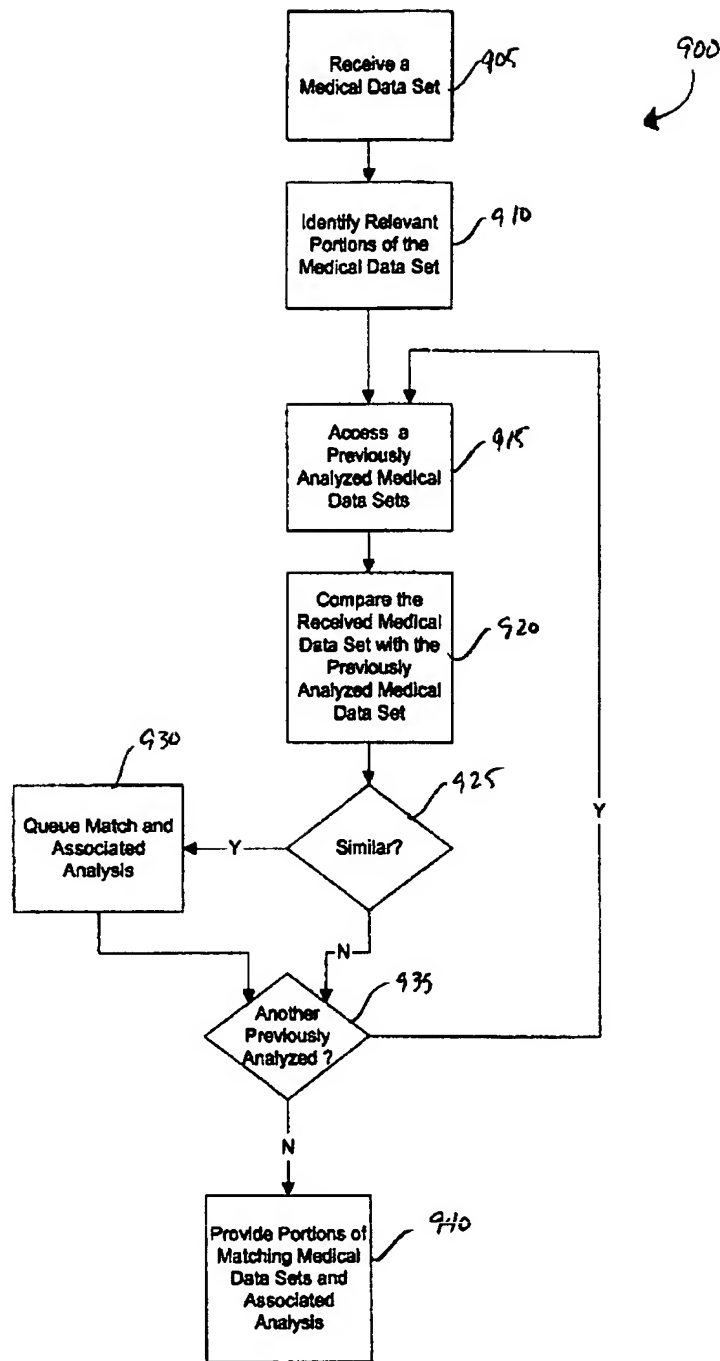 Receive a
Medical Data Set
905
900
Identify Relevant
Portions of the
Medical Data Set
910
Access a
Previously
Analyzed Medical
Data Sets
915
Compare the
Received Medical
Data Set with the
Previously
Analyzed Medical
Data Set
920
930
925
Queue Match and
Associated
Analysis
Y
Similar?
Y
N
935
Another
Previously
Analyzed ?
N
Provide Portions of
Matching Medical
Data Sets and
Associated
Analysis
940